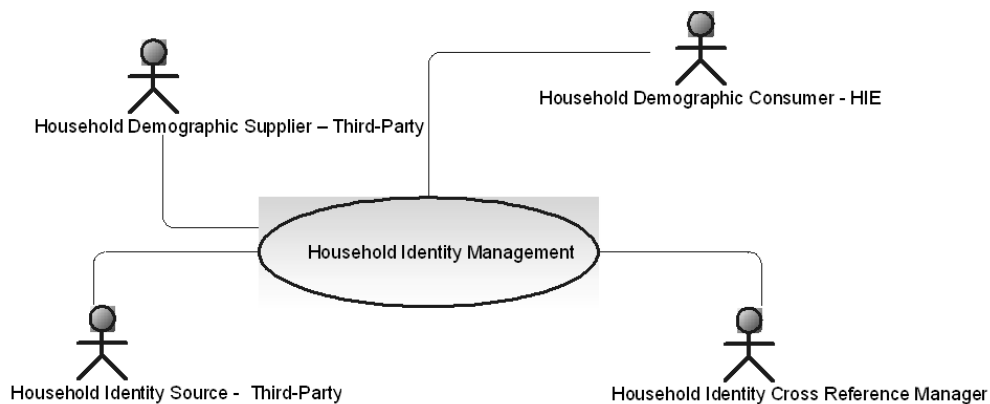 Household Demographic Consumer - HIE
Household Demographic Supplier – Third-Party
Household Identity Management
Household Identity Source - Third-Party
Household Identity Cross Reference Manager